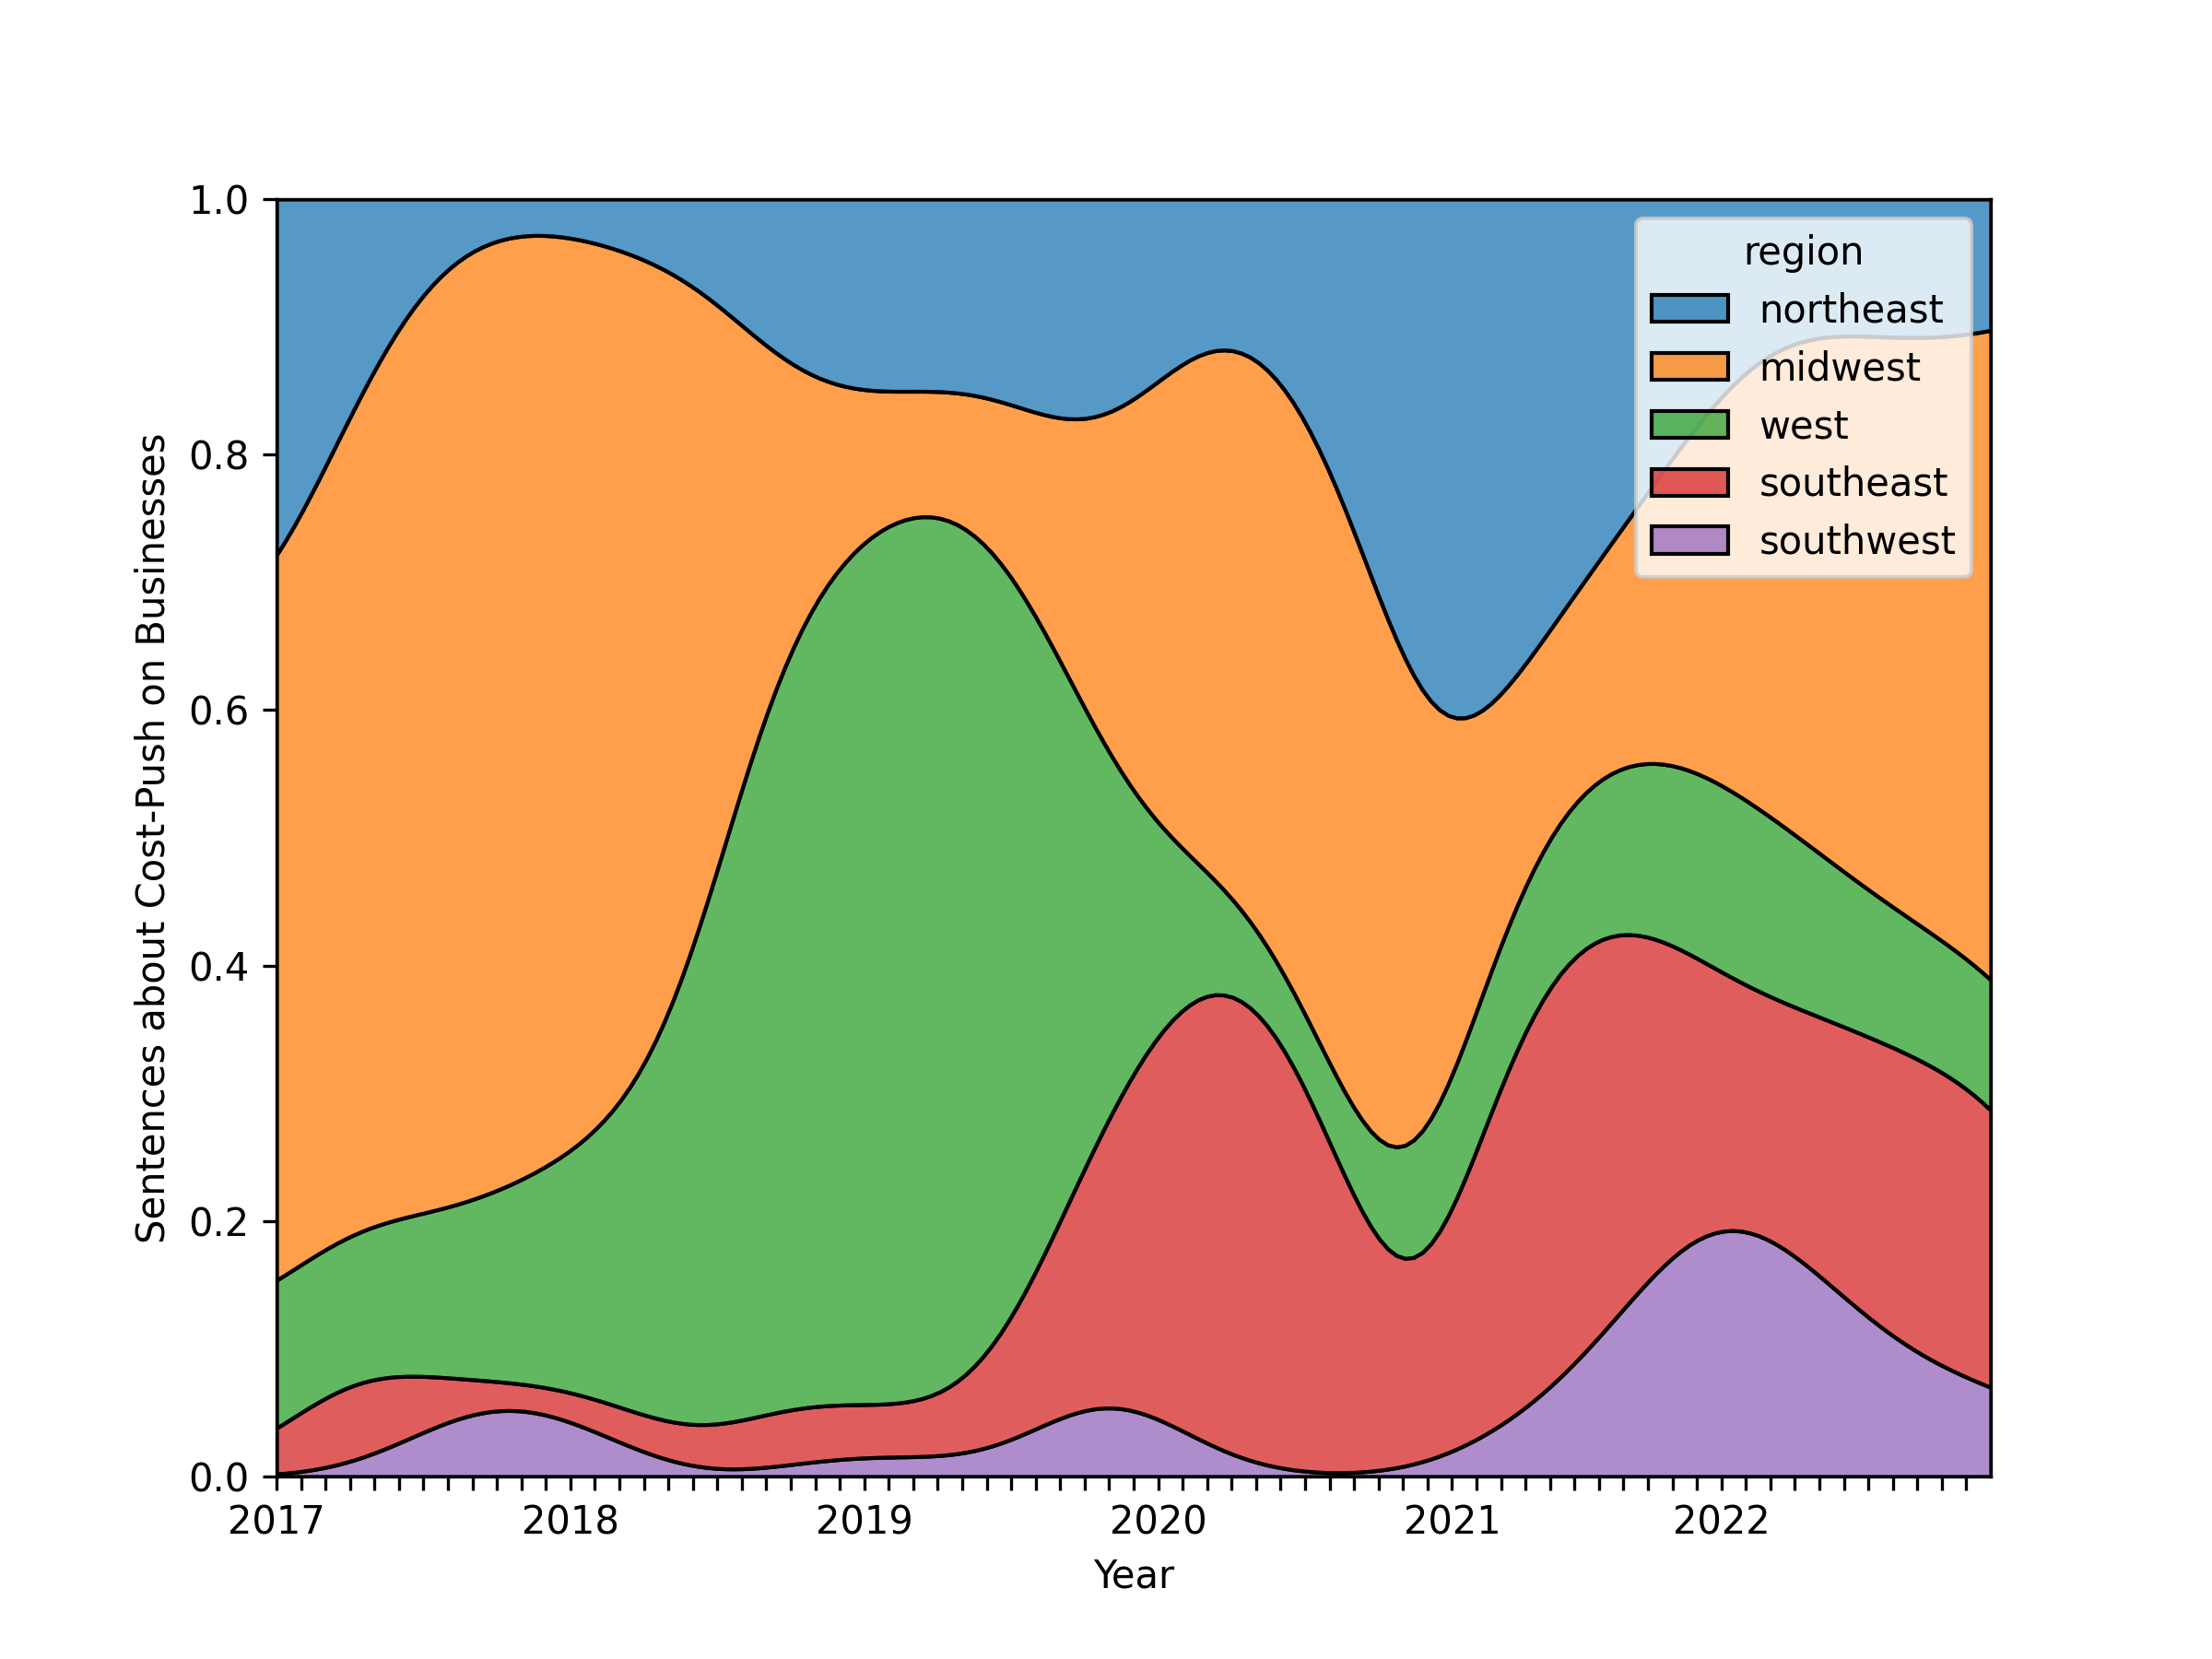 1.0
0.8
0.6
0.4
0.2
0.0
Sentences about Cost-Push on Businesses
region
northeast
midwest
west
southeast
southwest
2017 2018 2019 2020 2021 2022
Year